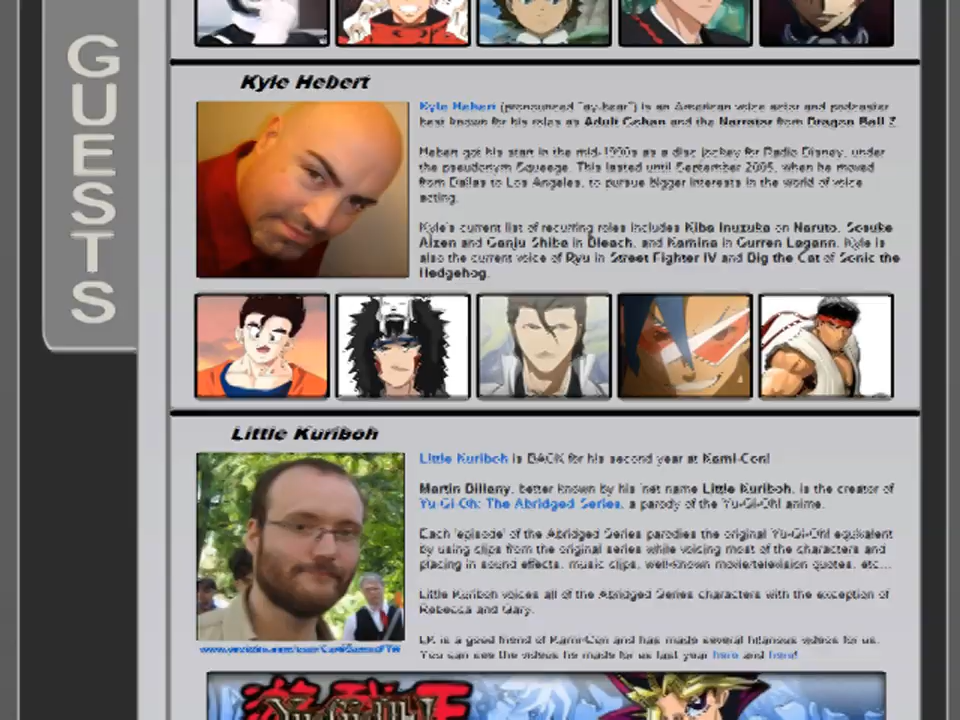 GUESTS
Kyle Hebert
Kyle Hebert (pronounced "ay-bear") is an American voice actor and podcaster
best known for his roles as Adult Gohan and the Narrator from Dragon Ball Z.
Hebert got his start in the mid-1990s as a disc jockey for Radio Disney, under
the pseudonym Squeege. This lasted until September 2005, when he moved
from Dallas to Los Angeles, to pursue bigger interests in the world of voice
acting.
Kyle's current list of recurring roles includes Kiba Inuzuka on Naruto, Sosuke
Aizen and Ganju Shiba in Bleach, and Kamina in Gurren Lagann. Kyle is
also the current voice of Ryu in Street Fighter IV and Big the Cat of Sonic the
Hedgehog.
Little Kuriboh
Little Kuriboh is BACK for his second year at Kami-Con!
Martin Billany, better known by his 'net name Little Kuriboh, is the creator of
Yu-Gi-Oh: The Abridged Series, a parody of the Yu-Gi-Oh! anime.
Each 'episode' of the Abridged Series parodies the original Yu-Gi-Oh! equivalent
by using clips from the original series while voicing most of the characters and
placing in sound effects, music clips, well-known movie/television quotes, etc...
Little Kuriboh voices all of the Abridged Series characters with the exception of
Rebecca and Gary.
LK is a good friend of Kami-Con and has made several hilarious videos for us.
You can see the videos he made for us last year here and here!
遊戯王
Yu-Gi-Oh!